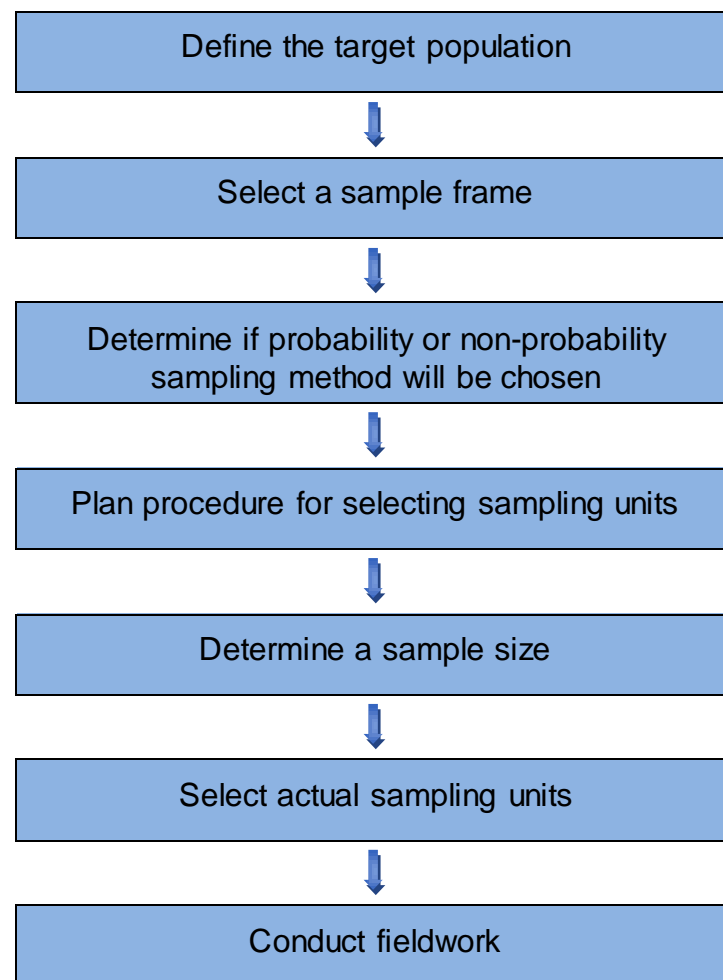 Define the target population
Select a sample frame
Determine if probability or non-probability
sampling method will be chosen
Plan procedure for selecting sampling units
Determine a sample size
Select actual sampling units
Conduct fieldwork